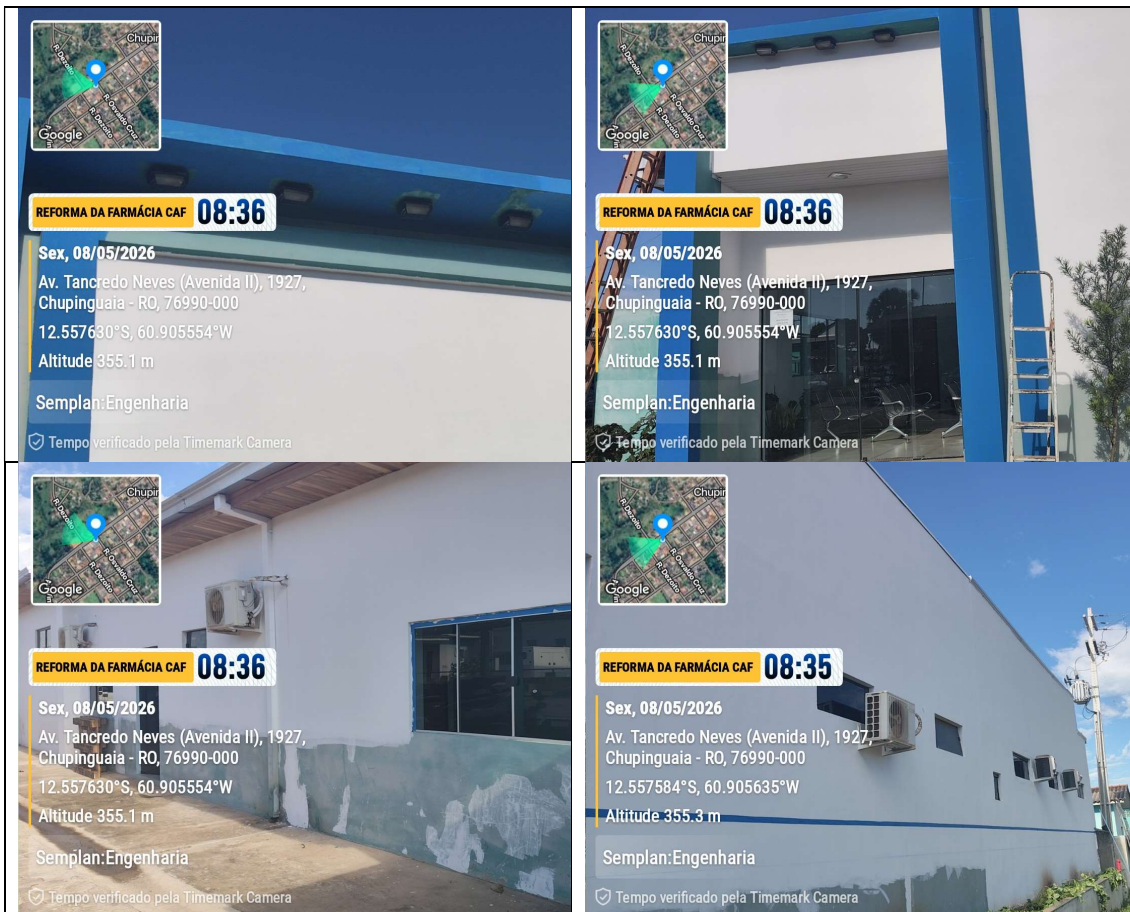 Chupin
R. Dezoito
R. Osvaldo Cruz
R. Dezoito
Google
REFORMA DA FARMÁCIA CAF 08:36
Sex, 08/05/2026
Av. Tancredo Neves (Avenida II), 1927,
Chupinguaia - RO, 76990-000
12.557630°S, 60.905554°W
Altitude 355.1 m
Semplan:Engenharia
Tempo verificado pela Timemark Camera
Chupin
R. Dezoito
R. Osvaldo Cruz
R. Dezoito
Google
REFORMA DA FARMÁCIA CAF 08:36
Sex, 08/05/2026
Av. Tancredo Neves (Avenida II), 1927,
Chupinguaia - RO, 76990-000
12.557630°S, 60.905554°W
Altitude 355.1 m
Semplan:Engenharia
Tempo verificado pela Timemark Camera
Chupin
R. Dezoito
R. Osvaldo Cruz
R. Dezoito
Google
REFORMA DA FARMÁCIA CAF 08:36
Sex, 08/05/2026
Av. Tancredo Neves (Avenida II), 1927,
Chupinguaia - RO, 76990-000
12.557630°S, 60.905554°W
Altitude 355.1 m
Semplan:Engenharia
Tempo verificado pela Timemark Camera
Chupin
R. Dezoito
R. Osvaldo Cruz
R. Dezoito
Google
REFORMA DA FARMÁCIA CAF 08:35
Sex, 08/05/2026
Av. Tancredo Neves (Avenida II), 1927,
Chupinguaia - RO, 76990-000
12.557584°S, 60.905635°W
Altitude 355.3 m
Semplan:Engenharia
Tempo verificado pela Timemark Camera